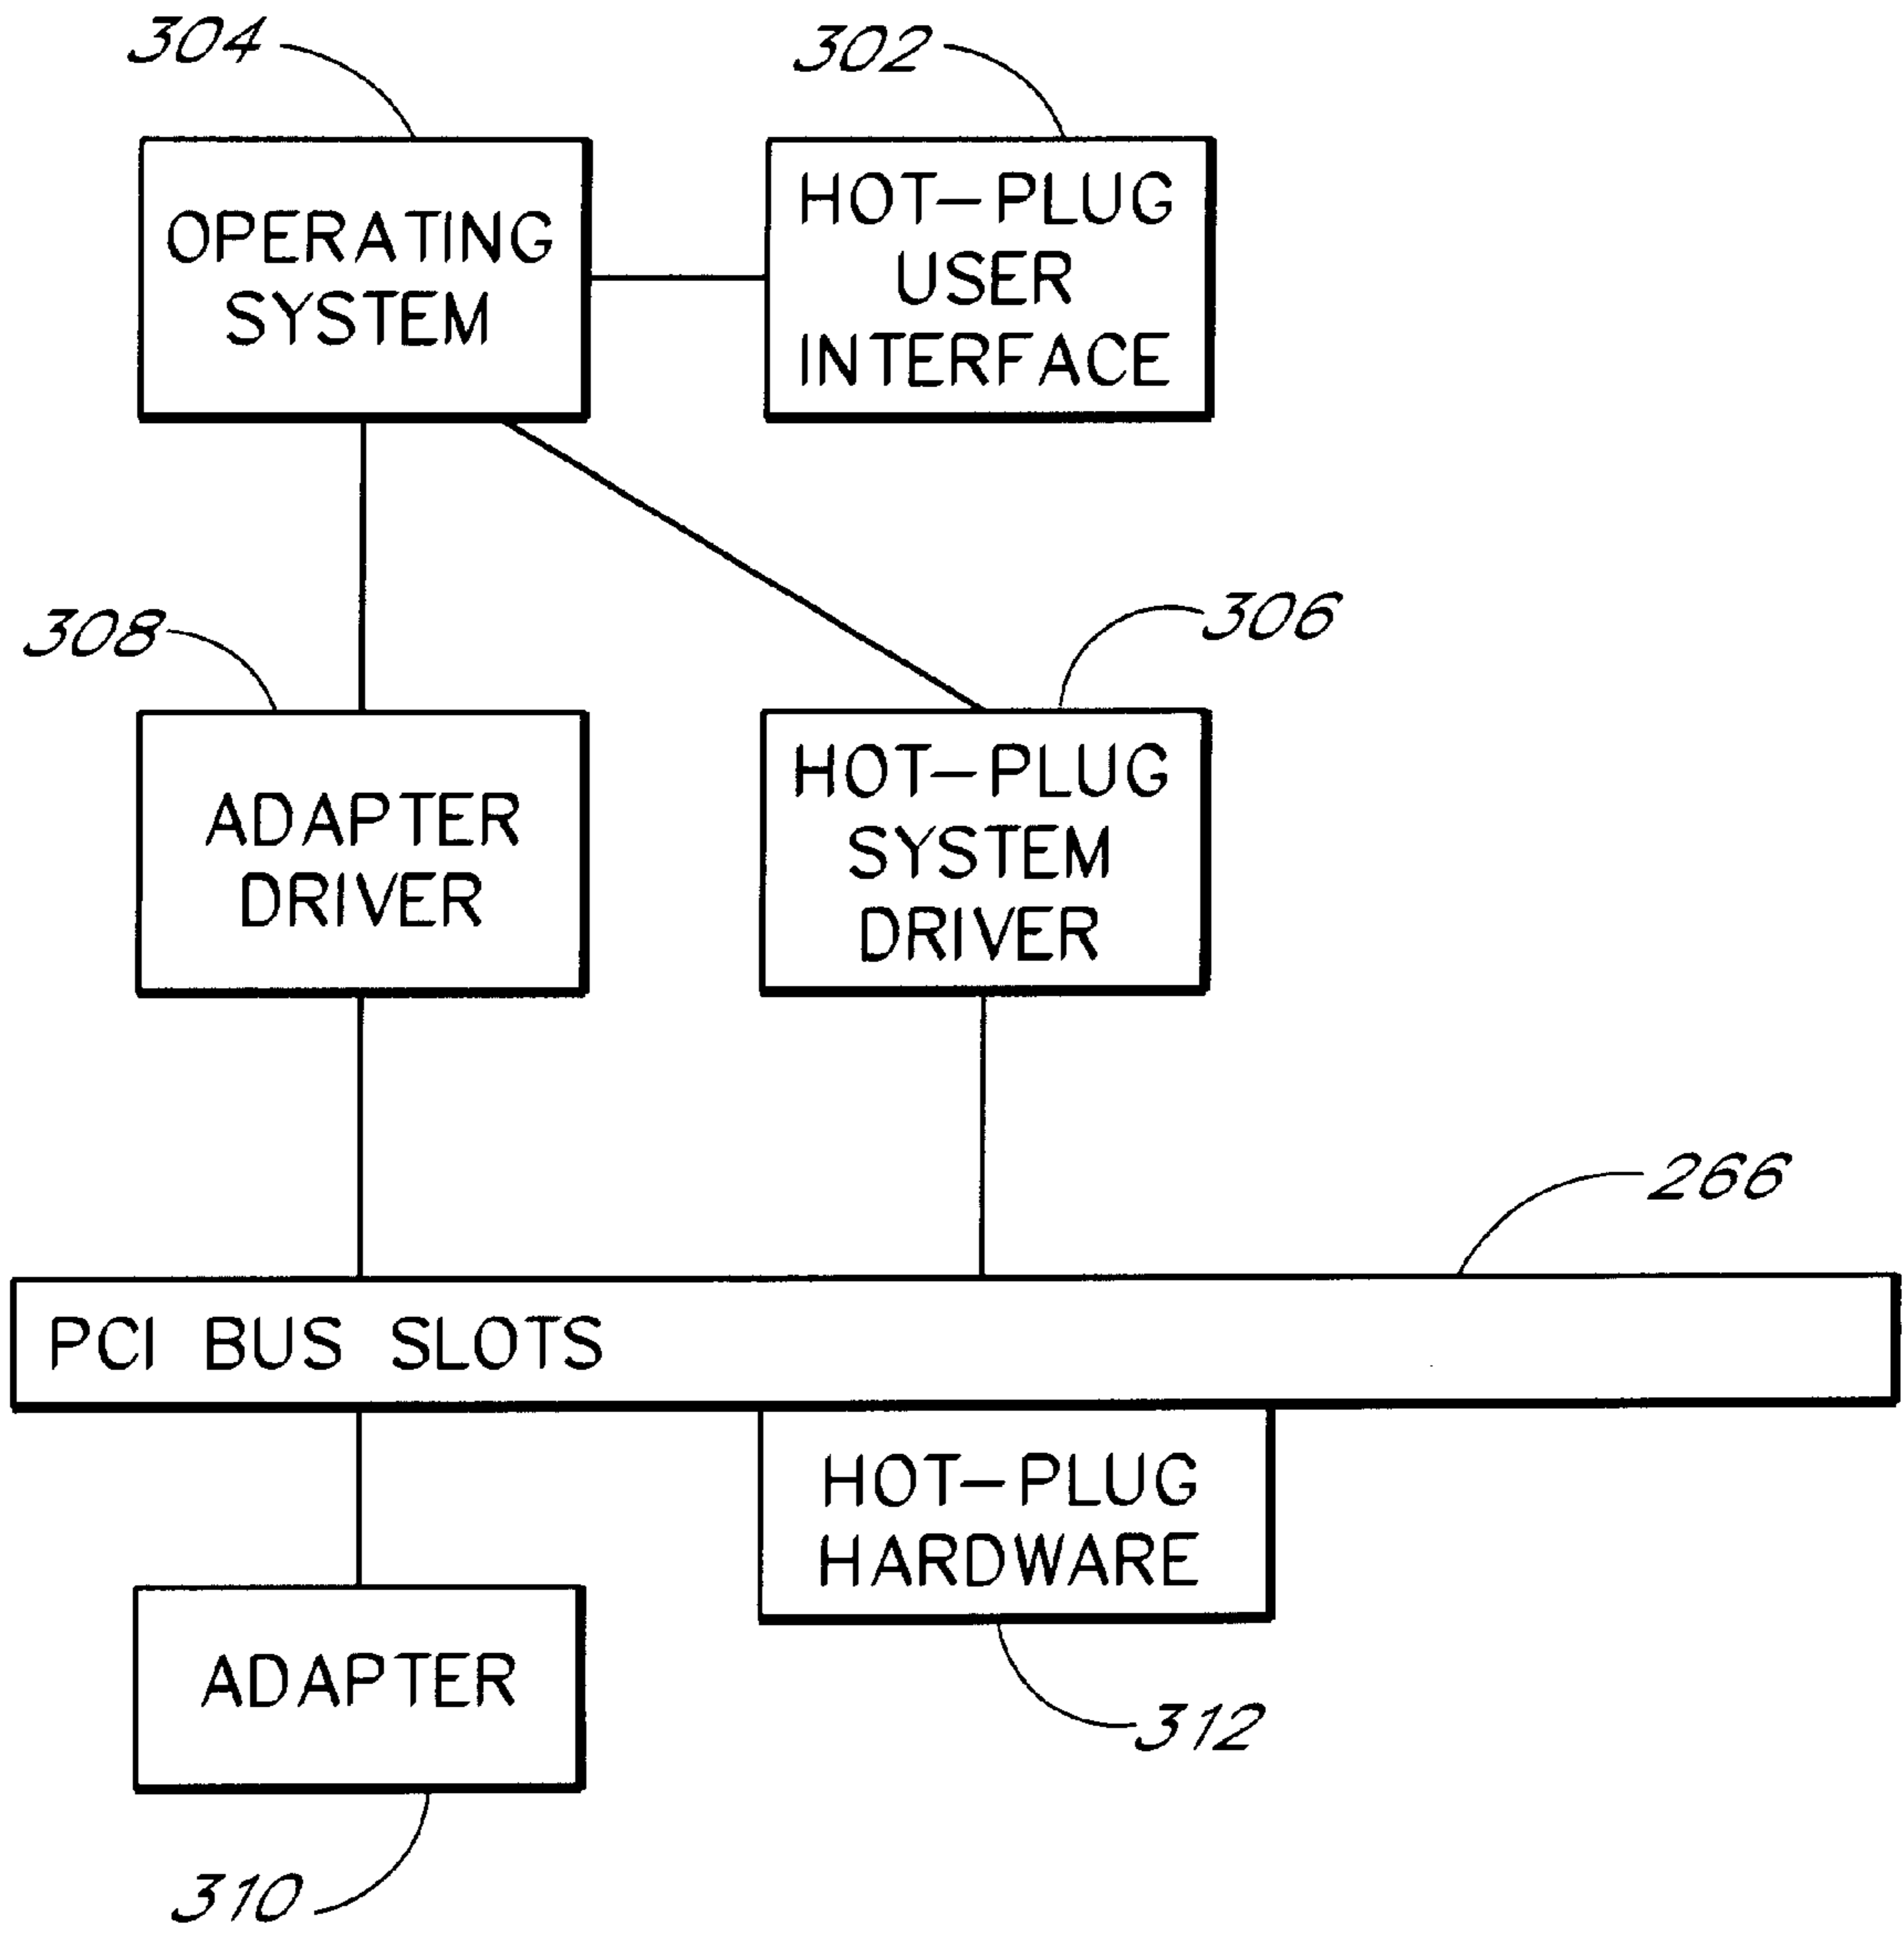 304
302
OPERATING
SYSTEM
HOT-PLUG
USER
INTERFACE
308
306
ADAPTER
DRIVER
HOT-PLUG
SYSTEM
DRIVER
266
PCI BUS SLOTS
HOT-PLUG
HARDWARE
ADAPTER
312
310